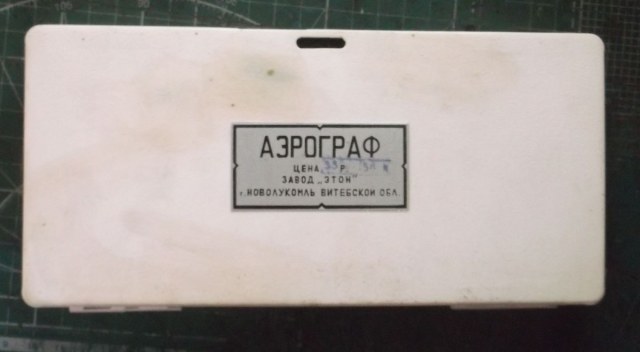 АЭРОГРАФ
ЦЕНА Р. К
ЗАВОД „ЭТОН"
г. НОВОЛУКОМЛЬ ВИТЕБСКОЙ ОБЛ.